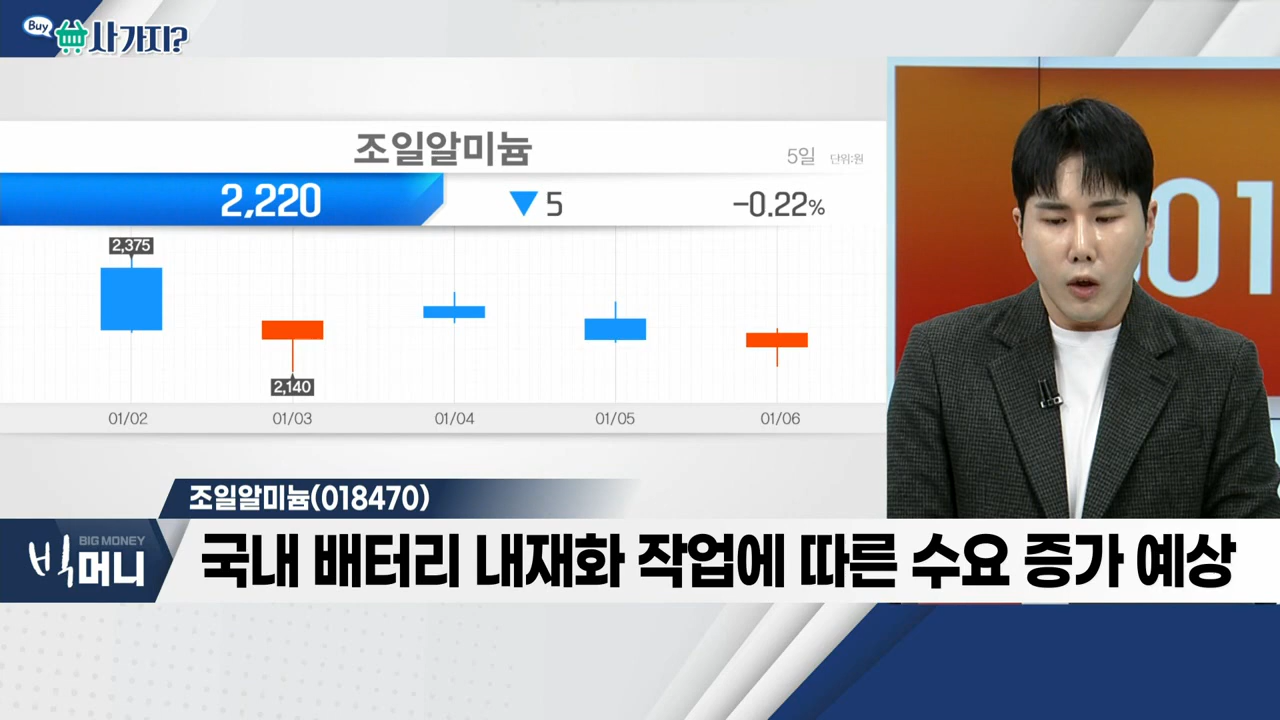 Buy 사가지?
조일알미늄
5일 단위:원
2,220 ▼5 -0.22%
2,375
2,140
01/02 01/03 01/04 01/05 01/06
01
조일알미늄(018470)
BIG MONEY
빅머니
국내 배터리 내재화 작업에 따른 수요 증가 예상